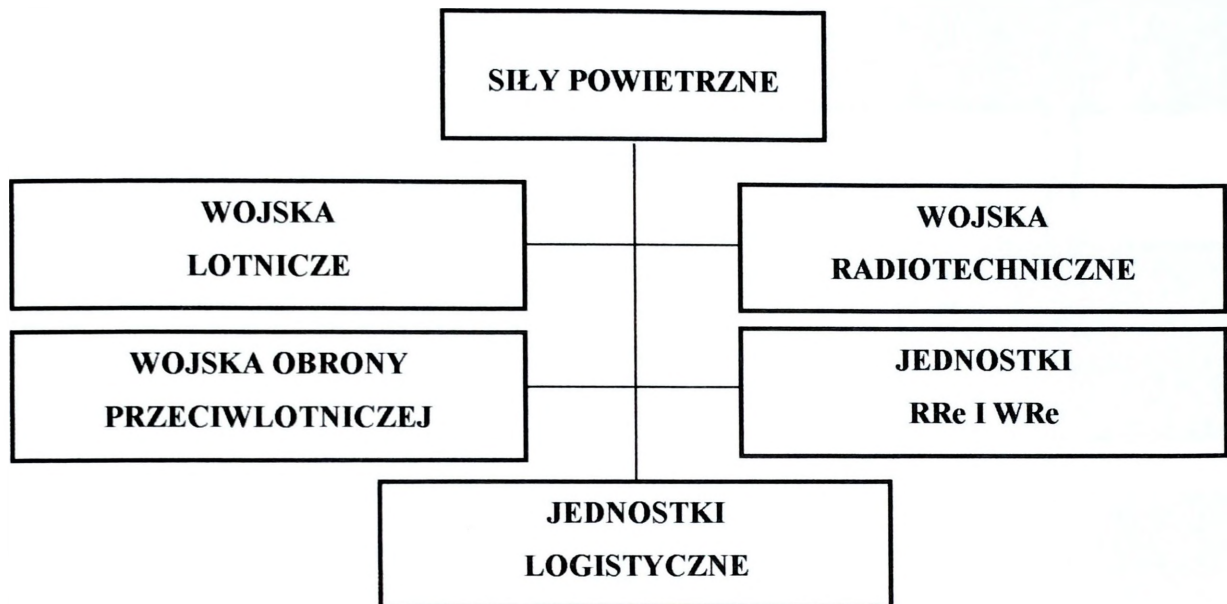 SIŁY POWIETRZNE
WOJSKA
LOTNICZE
WOJSKA
RADIOTECHNICZNE
WOJSKA OBRONY
PRZECIWLOTNICZEJ
JEDNOSTKI
RRe I WRe
JEDNOSTKI
LOGISTYCZNE